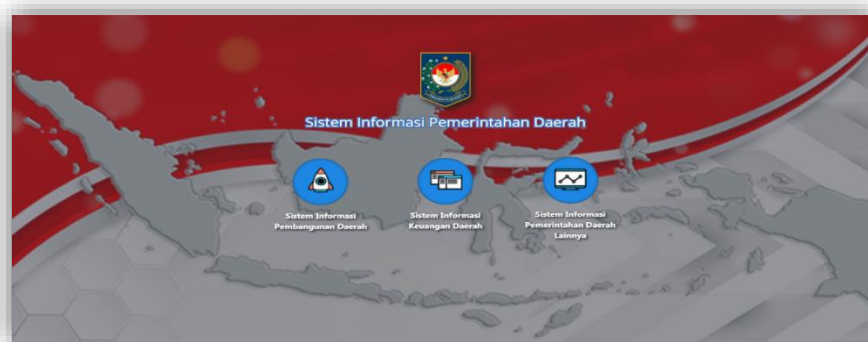 Sistem Informasi Pemerintahan Daerah
Sistem Informasi
Pembangunan Daerah
Sistem Informasi
Keuangan Daerah
Sistem Informasi
Pemerintahan Daerah
Lainnya